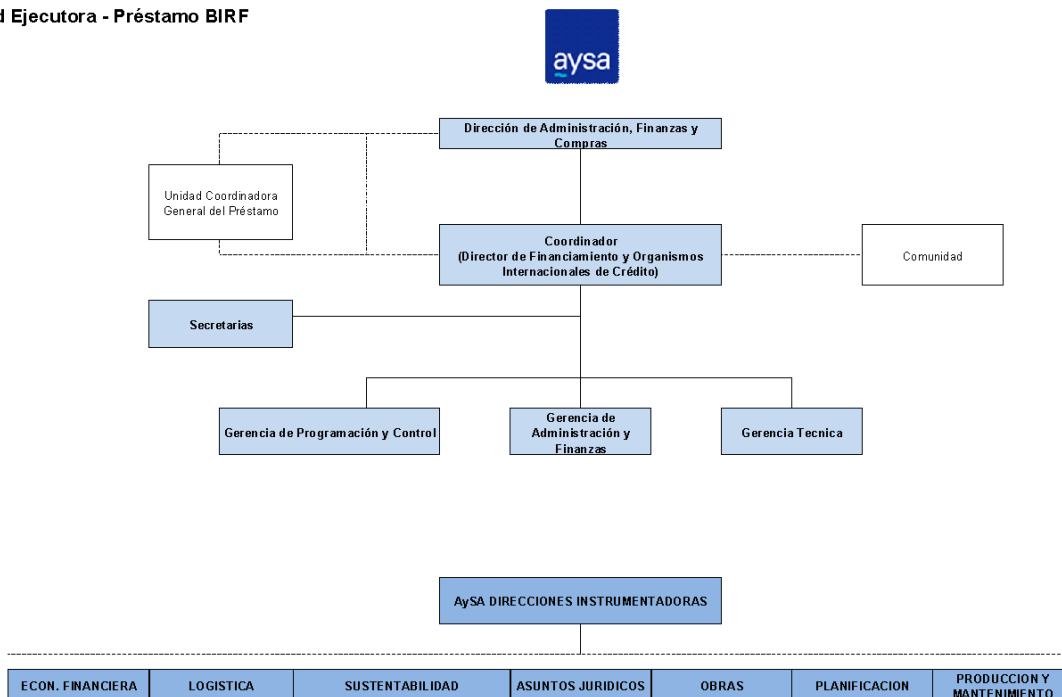 d Ejecutora - Préstamo BIRF
aysa
Dirección de Administración, Finanzas y
Compras
Unidad Coordinadora
General del Préstamo
Coordinador
(Director de Financiamiento y Organismos
Internacionales de Crédito)
Comunidad
Secretarias
Gerencia de Programación y Control
Gerencia de
Administración y
Finanzas
Gerencia Tecnica
AySA DIRECCIONES INSTRUMENTADORAS
ECON. FINANCIERA
LOGISTICA
SUSTENTABILIDAD
ASUNTOS JURIDICOS
OBRAS
PLANIFICACION
PRODUCCION Y
MANTENIMIENTO